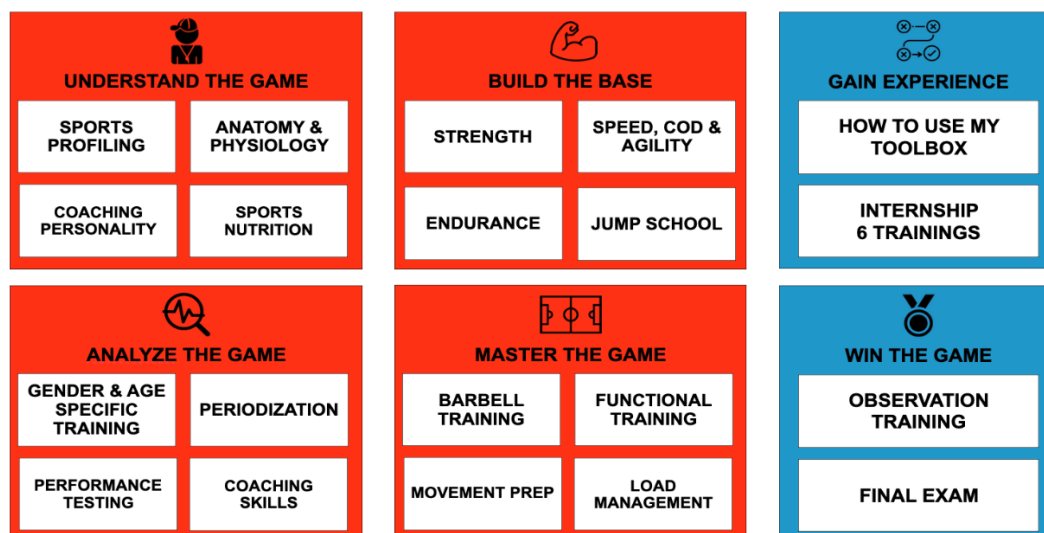 UNDERSTAND THE GAME
SPORTS
PROFILING
ANATOMY &
PHYSIOLOGY
COACHING
PERSONALITY
SPORTS
NUTRITION
BUILD THE BASE
STRENGTH
SPEED, COD &
AGILITY
ENDURANCE
JUMP SCHOOL
GAIN EXPERIENCE
HOW TO USE MY
TOOLBOX
INTERNSHIP
6 TRAININGS
ANALYZE THE GAME
GENDER & AGE
SPECIFIC
TRAINING
PERIODIZATION
PERFORMANCE
TESTING
COACHING
SKILLS
MASTER THE GAME
BARBELL
TRAINING
FUNCTIONAL
TRAINING
MOVEMENT PREP
LOAD
MANAGEMENT
WIN THE GAME
OBSERVATION
TRAINING
FINAL EXAM